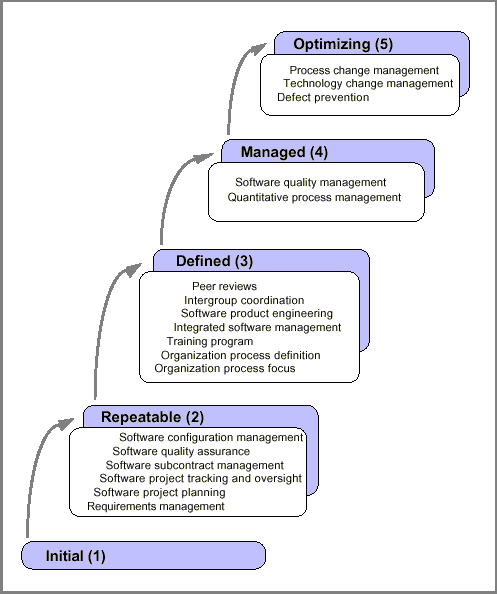 Optimizing (5)
Process change management
Technology change management
Defect prevention
Managed (4)
Software quality management
Quantitative process management
Defined (3)
Peer reviews
Intergroup coordination
Software product engineering
Integrated software management
Training program
Organization process definition
Organization process focus
Repeatable (2)
Software configuration management
Software quality assurance
Software subcontract management
Software project tracking and oversight
Software project planning
Requirements management
Initial (1)